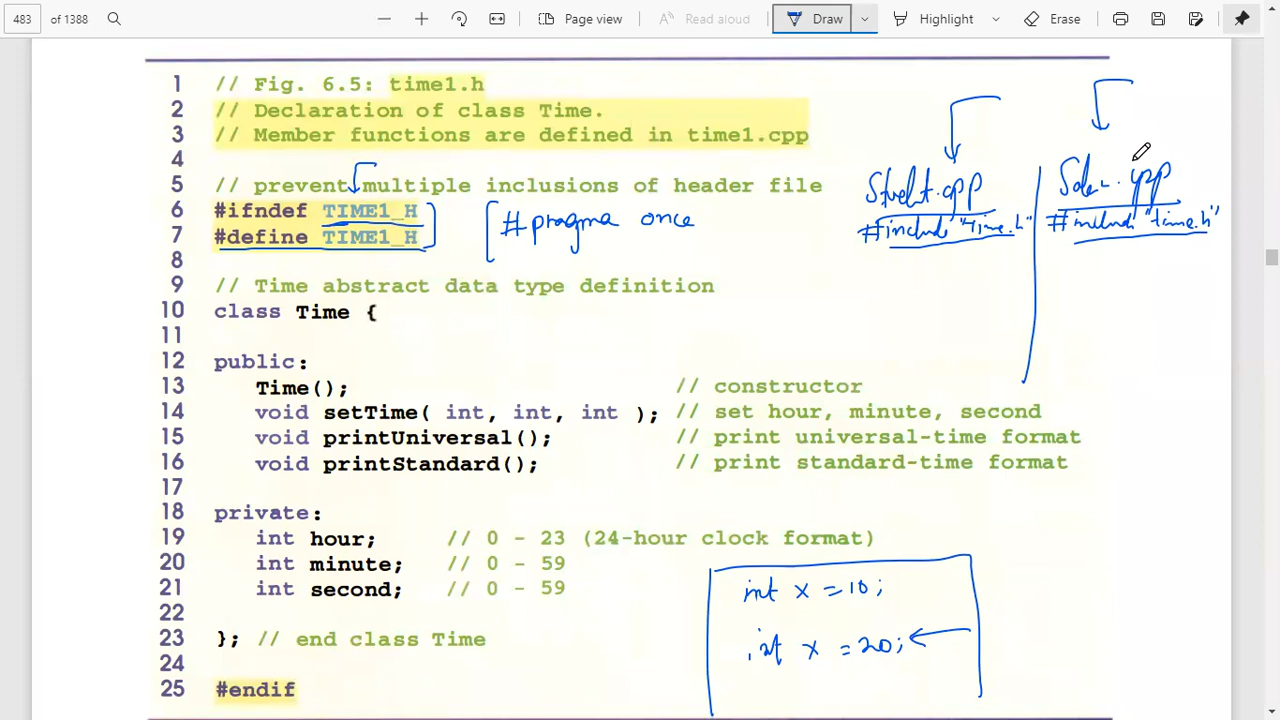 483 of 1388 Page view Read aloud Draw Highlight Erase
1 // Fig. 6.5: time1.h
2 // Declaration of class Time.
3 // Member functions are defined in time1.cpp
4
5 // prevent multiple inclusions of header file
6 #ifndef TIME1_H
7 #define TIME1_H
#pragma once
.cpp
#include "time.h"
.cpp
#include "time.h"
8
9 // Time abstract data type definition
10 class Time {
11
12 public:
13 Time(); // constructor
14 void setTime( int, int, int ); // set hour, minute, second
15 void printUniversal(); // print universal-time format
16 void printStandard(); // print standard-time format
17
18 private:
19 int hour; // 0 - 23 (24-hour clock format)
20 int minute; // 0 - 59
21 int second; // 0 - 59
22
23 }; // end class Time
24
25 #endif
int x = 10;
int x = 20;